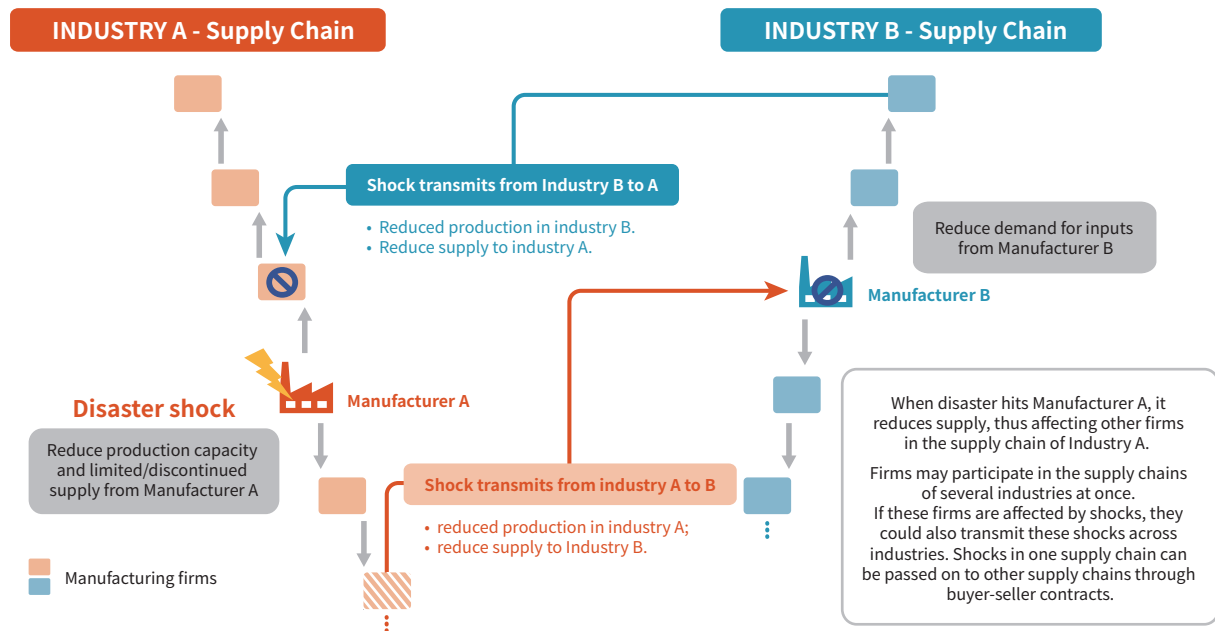 INDUSTRY A - Supply Chain
INDUSTRY B - Supply Chain
Shock transmits from Industry B to A
• Reduced production in industry B.
• Reduce supply to industry A.
Reduce demand for inputs
from Manufacturer B
Manufacturer B
Manufacturer A
Disaster shock
Reduce production capacity
and limited/discontinued
supply from Manufacturer A
Shock transmits from industry A to B
• reduced production in industry A;
• reduce supply to Industry B.
When disaster hits Manufacturer A, it
reduces supply, thus affecting other firms
in the supply chain of Industry A.
Firms may participate in the supply chains
of several industries at once.
If these firms are affected by shocks, they
could also transmit these shocks across
industries. Shocks in one supply chain can
be passed on to other supply chains through
buyer-seller contracts.
Manufacturing firms